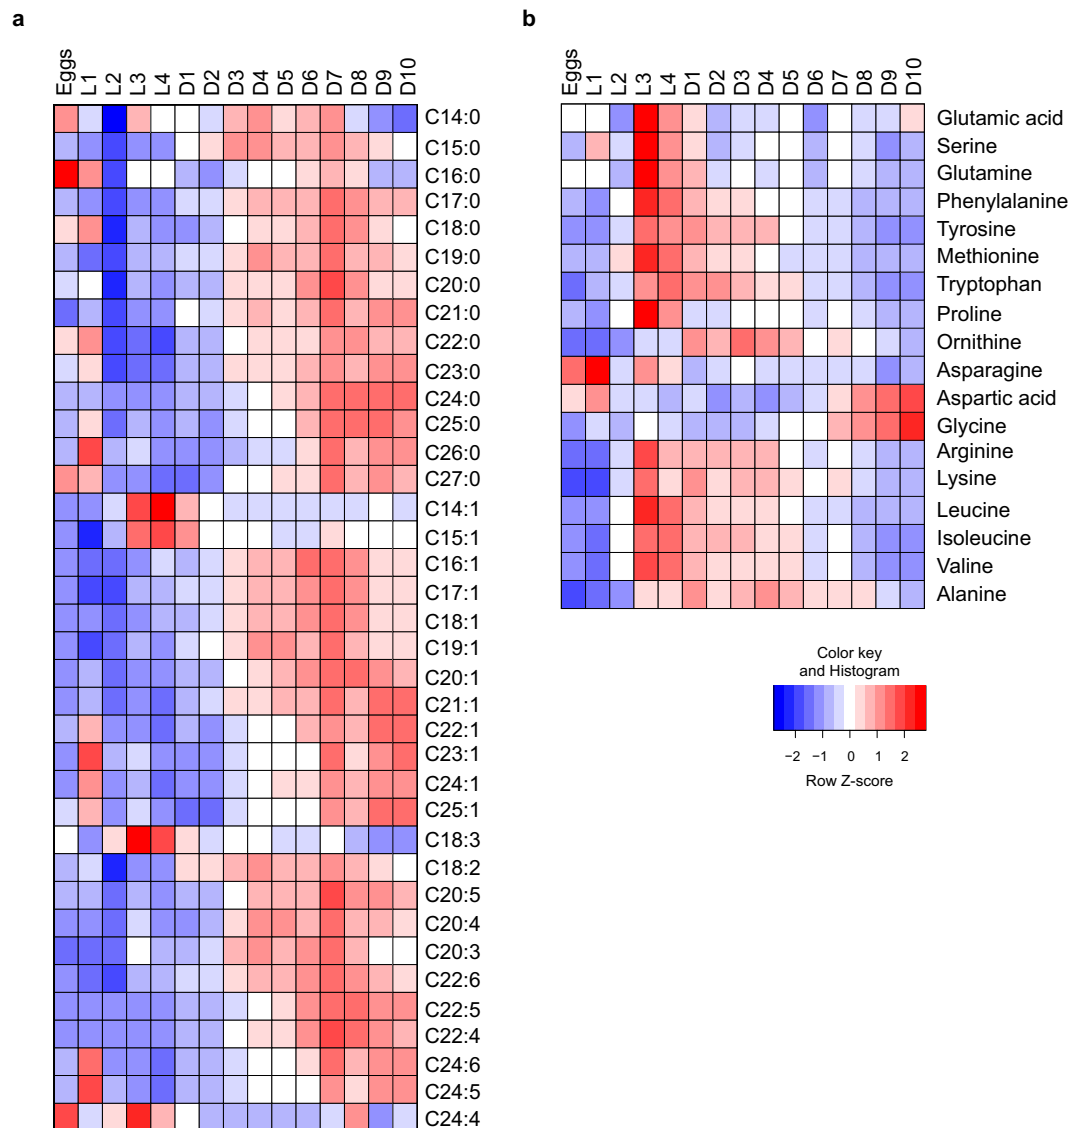 a
Eggs L1 L2 L3 L4 D1 D2 D3 D4 D5 D6 D7 D8 D9 D10
C14:0
C15:0
C16:0
C17:0
C18:0
C19:0
C20:0
C21:0
C22:0
C23:0
C24:0
C25:0
C26:0
C27:0
C14:1
C15:1
C16:1
C17:1
C18:1
C19:1
C20:1
C21:1
C22:1
C23:1
C24:1
C25:1
C18:3
C18:2
C20:5
C20:4
C20:3
C22:6
C22:5
C22:4
C24:6
C24:5
C24:4
b
Eggs L1 L2 L3 L4 D1 D2 D3 D4 D5 D6 D7 D8 D9 D10
Glutamic acid
Serine
Glutamine
Phenylalanine
Tyrosine
Methionine
Tryptophan
Proline
Ornithine
Asparagine
Aspartic acid
Glycine
Arginine
Lysine
Leucine
Isoleucine
Valine
Alanine
Color key
and Histogram
−2 −1 0 1 2
Row Z-score